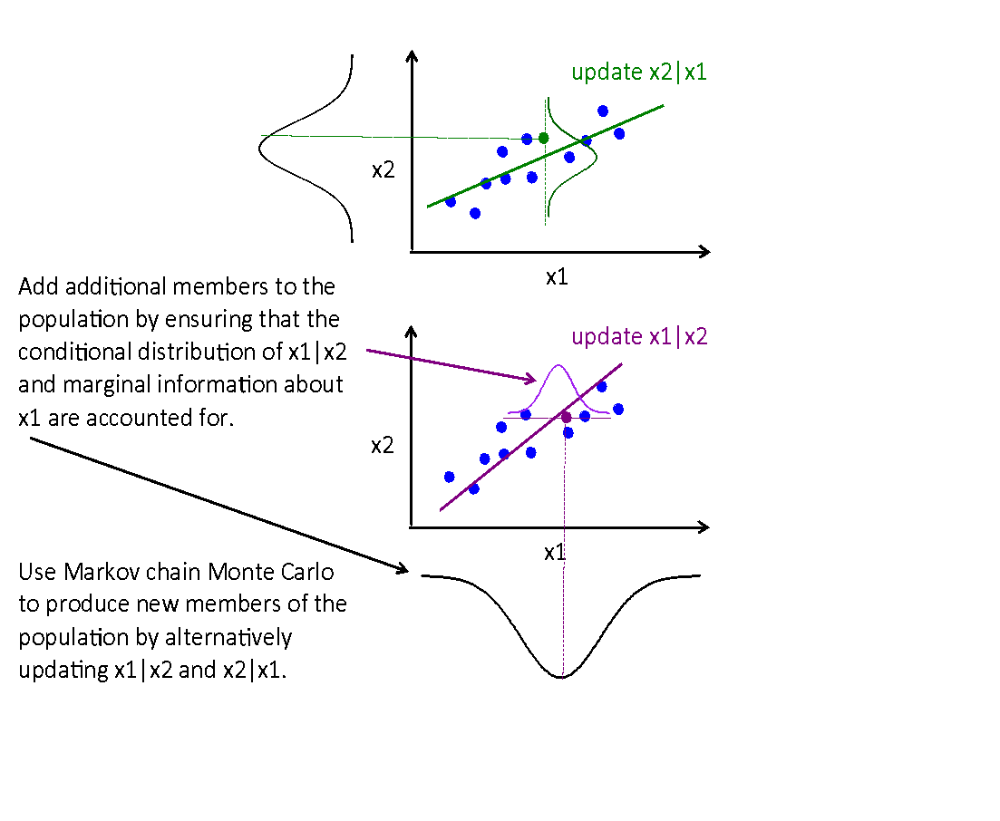 update x2|x1
x2
x1
Add additional members to the
population by ensuring that the
conditional distribution of x1|x2
and marginal information about
x1 are accounted for.
update x1|x2
x2
x1
Use Markov chain Monte Carlo
to produce new members of the
population by alternatively
updating x1|x2 and x2|x1.